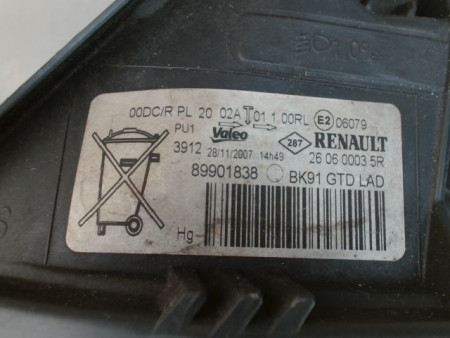 00DC/R PL 20 02A 01 1,00RL E2 06079
PU1 Valeo 287 RENAULT
3912 28/11/2007 14h49 26 06 0003 5R
89901838 BK91 GTD LAD
Hg